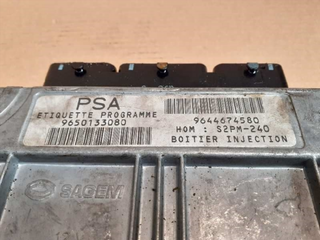 PSA
ETIQUETTE PROGRAMME
9650133080
9644674580
HOM : S2PM-240
BOITIER INJECTION
SAGEM